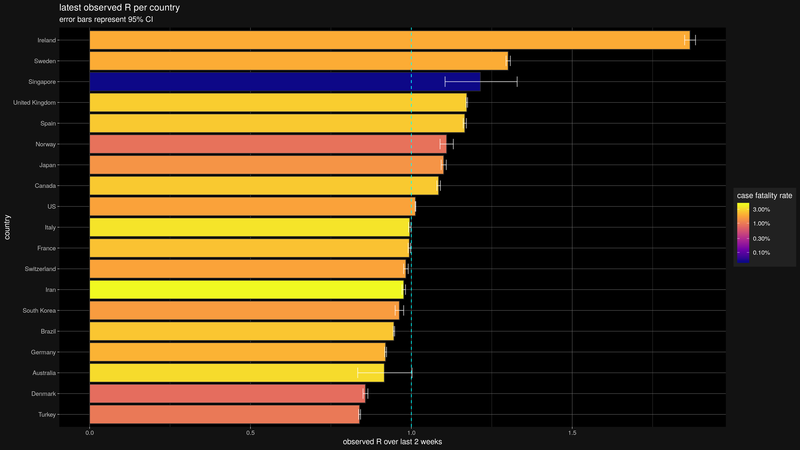 latest observed R per country
error bars represent 95% CI
country
Ireland
Sweden
Singapore
United Kingdom
Spain
Norway
Japan
Canada
US
Italy
France
Switzerland
Iran
South Korea
Brazil
Germany
Australia
Denmark
Turkey
0.0 0.5 1.0 1.5
observed R over last 2 weeks
case fatality rate
3.00%
1.00%
0.30%
0.10%